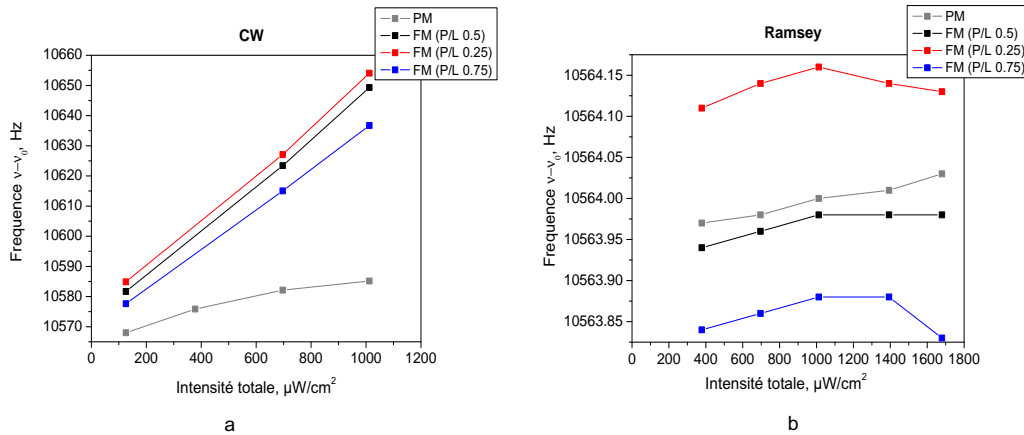 CW
PM
FM (P/L 0.5)
FM (P/L 0.25)
FM (P/L 0.75)
10660
10650
10640
10630
10620
10610
10600
10590
10580
10570
Frequence ν−ν₀, Hz
0 200 400 600 800 1000 1200
Intensité totale, µW/cm²
a
Ramsey
PM
FM (P/L 0.5)
FM (P/L 0.25)
FM (P/L 0.75)
10564.15
10564.10
10564.05
10564.00
10563.95
10563.90
10563.85
Frequence ν−ν₀, Hz
0 200 400 600 800 1000 1200 1400 1600 1800
Intensité totale, µW/cm²
b